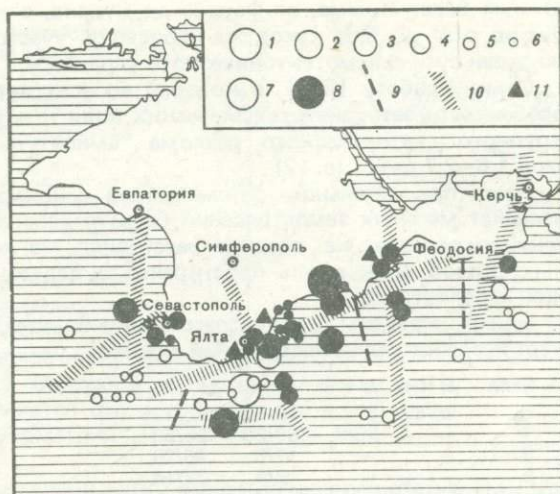 1 2 3 4 5 6
7 8 9 10 11
Керчь
Евпатория
Симферополь
Феодосия
Севастополь
Ялта